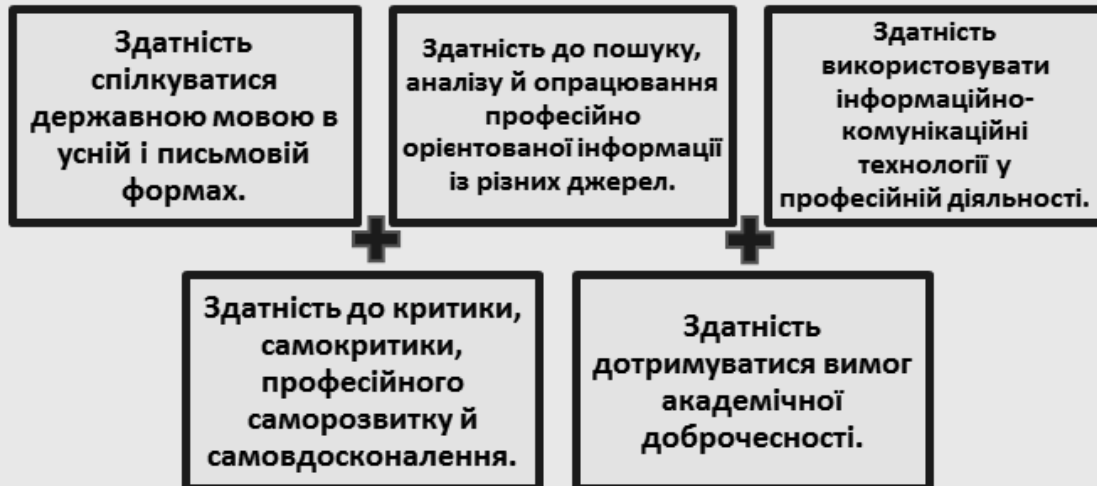 Здатність
спілкуватися
державною мовою в
усній і письмовій
формах.
Здатність до пошуку,
аналізу й опрацювання
професійно
орієнтованої інформації
із різних джерел.
Здатність
використовувати
інформаційно-
комунікаційні
технології у
професійній діяльності.
Здатність до критики,
самокритики,
професійного
саморозвитку й
самовдосконалення.
Здатність
дотримуватися вимог
академічної
доброчесності.